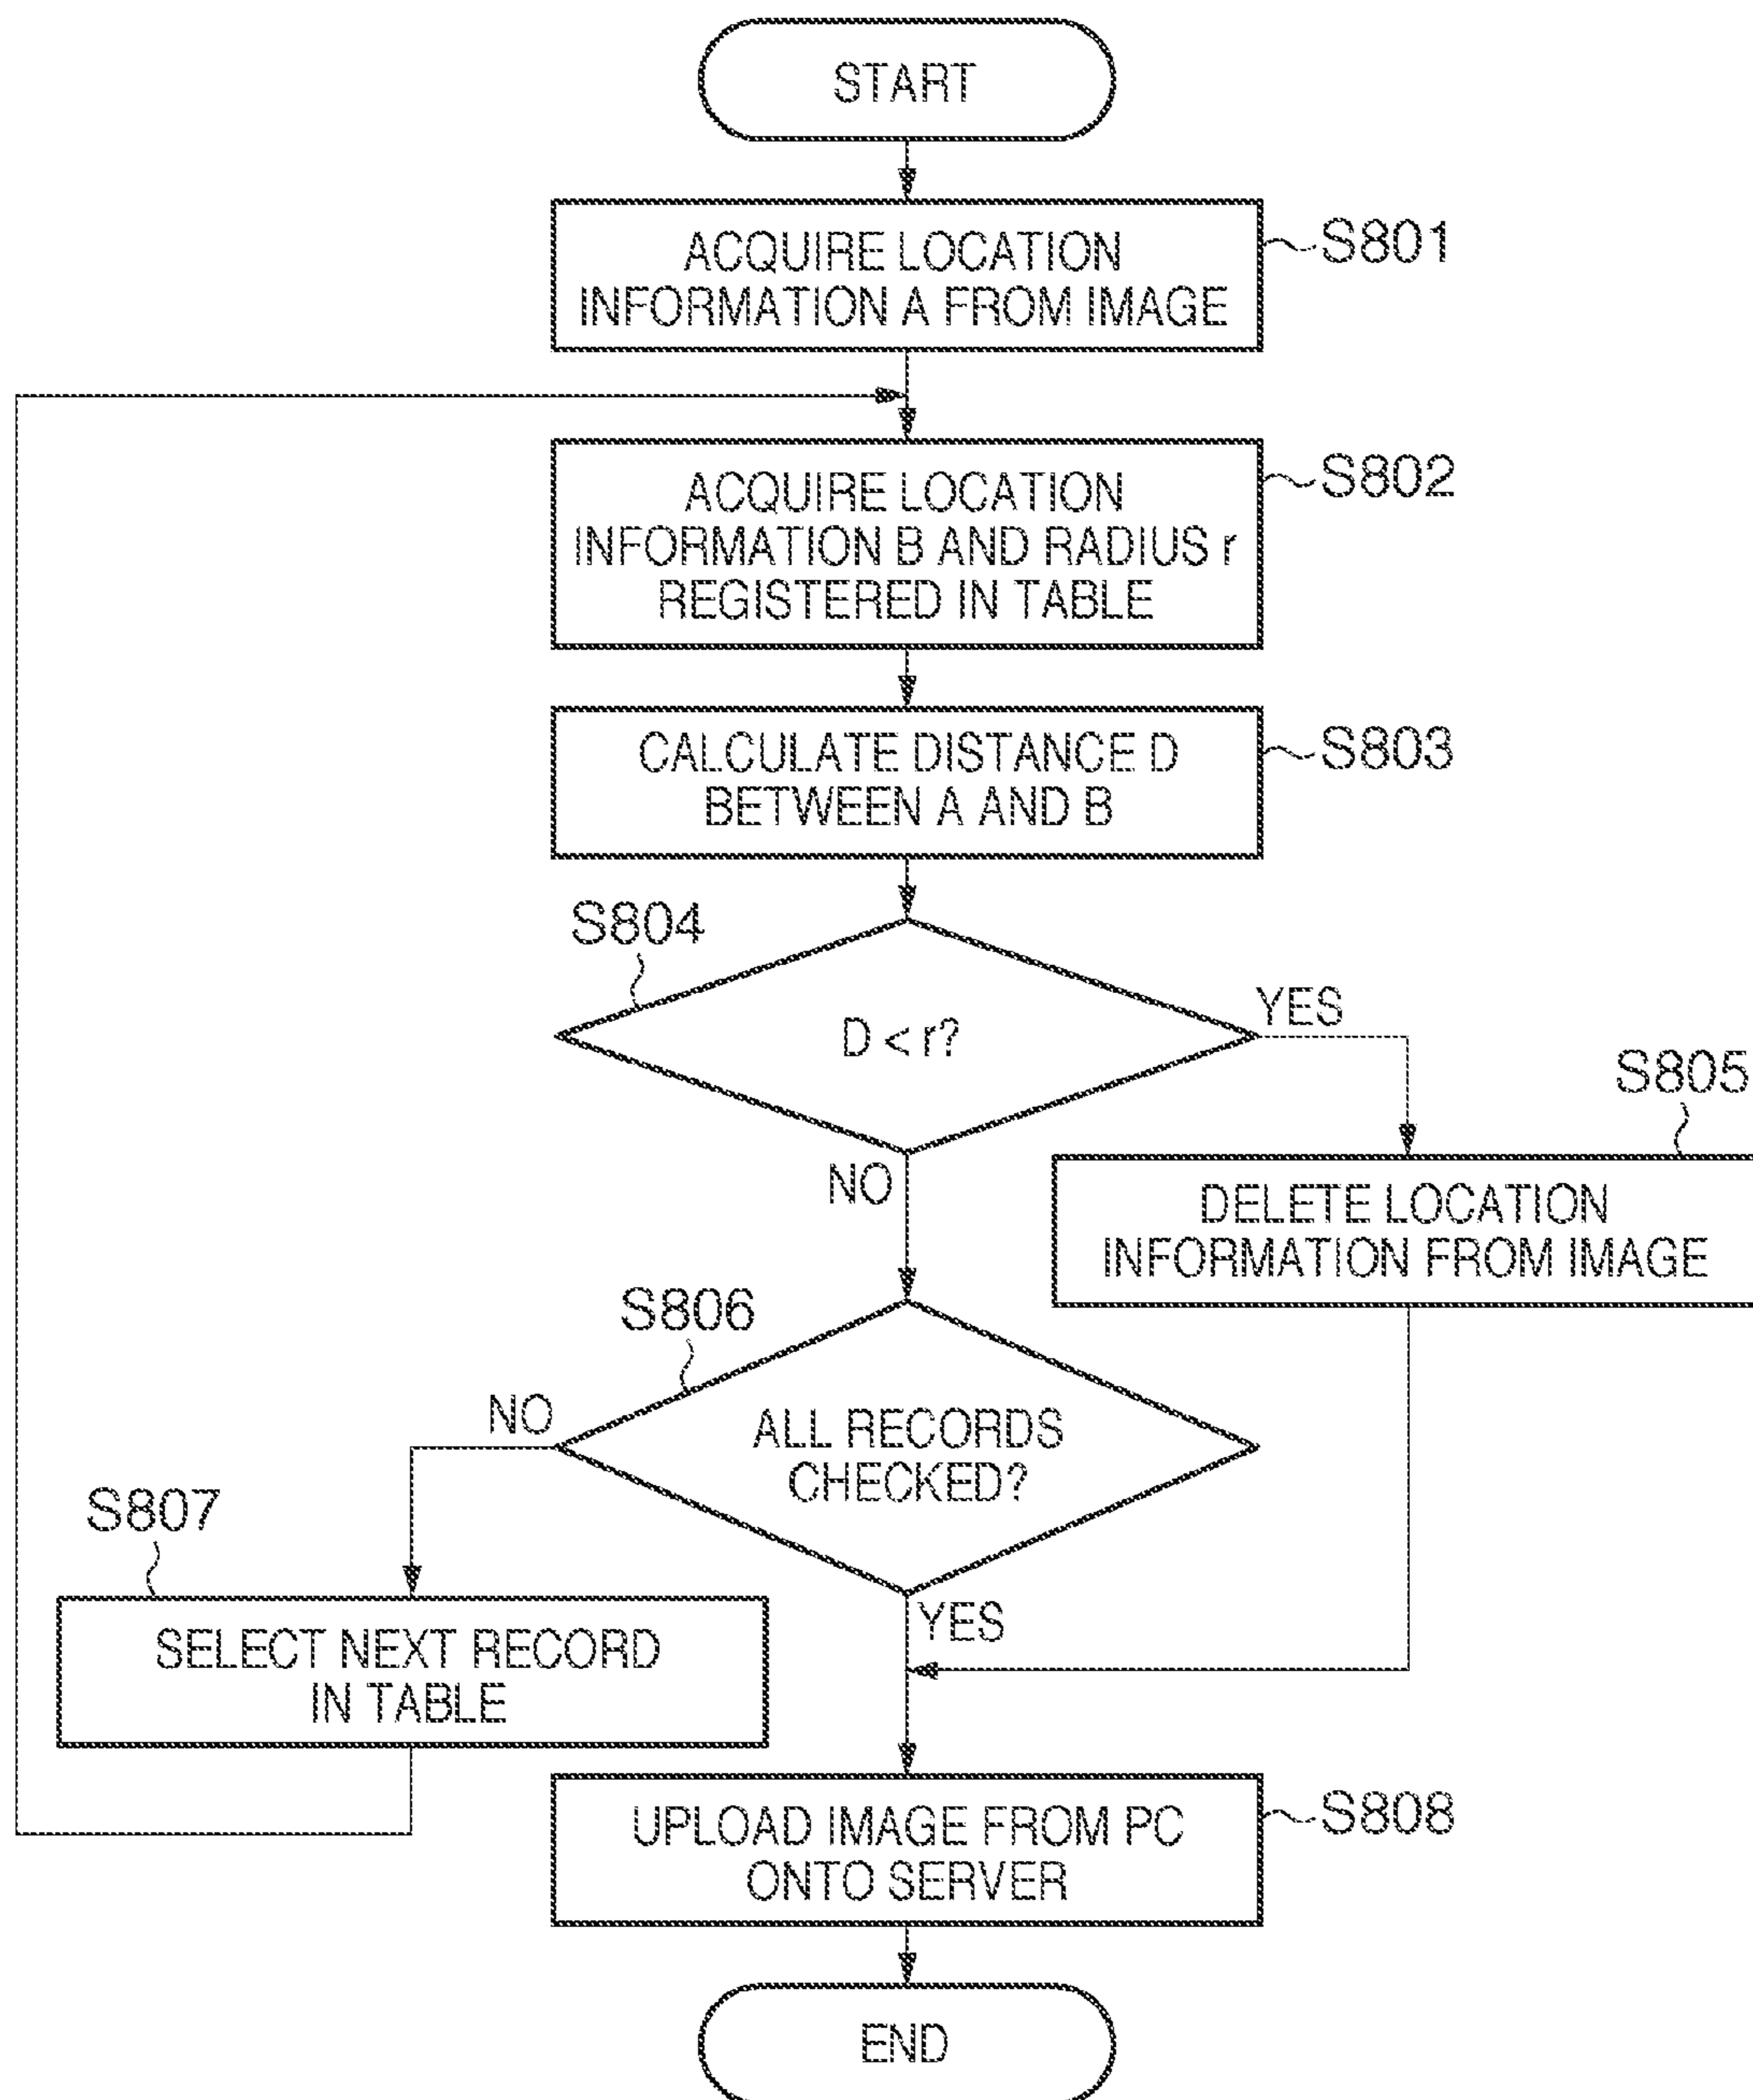 START
ACQUIRE LOCATION
INFORMATION A FROM IMAGE
S801
ACQUIRE LOCATION
INFORMATION B AND RADIUS r
REGISTERED IN TABLE
S802
CALCULATE DISTANCE D
BETWEEN A AND B
S803
S804
D < r?
YES
NO
S805
DELETE LOCATION
INFORMATION FROM IMAGE
S806
ALL RECORDS
CHECKED?
NO
YES
S807
SELECT NEXT RECORD
IN TABLE
UPLOAD IMAGE FROM PC
ONTO SERVER
S808
END